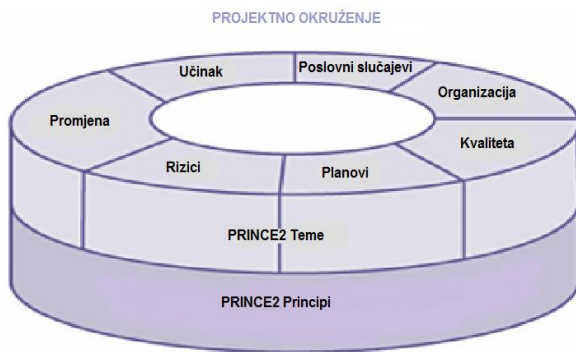 PROJEKTNO OKRUŽENJE
Učinak
Poslovni slučajevi
Organizacija
Promjena
Kvaliteta
Rizici
Planovi
PRINCE2 Teme
PRINCE2 Principi